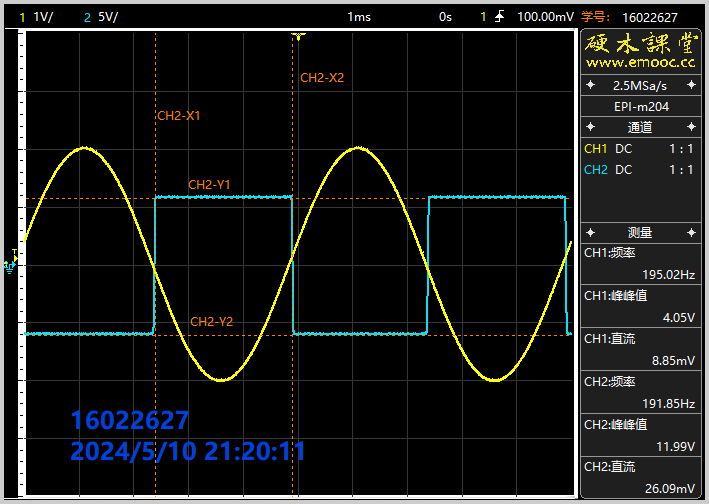 1 1V/ 2 5V/ 1ms 0s 1 100.00mV 学号: 16022627
硬木課堂
www.emooc.cc
2.5MSa/s
EPI-m204
通道
CH1 DC 1 : 1
CH2 DC 1 : 1
测量
CH1:频率
195.02Hz
CH1:峰峰值
4.05V
CH1:直流
8.85mV
CH2:频率
191.85Hz
CH2:峰峰值
11.99V
CH2:直流
26.09mV
CH2-X2
CH2-X1
CH2-Y1
T
CH2-Y2
16022627
2024/5/10 21:20:11